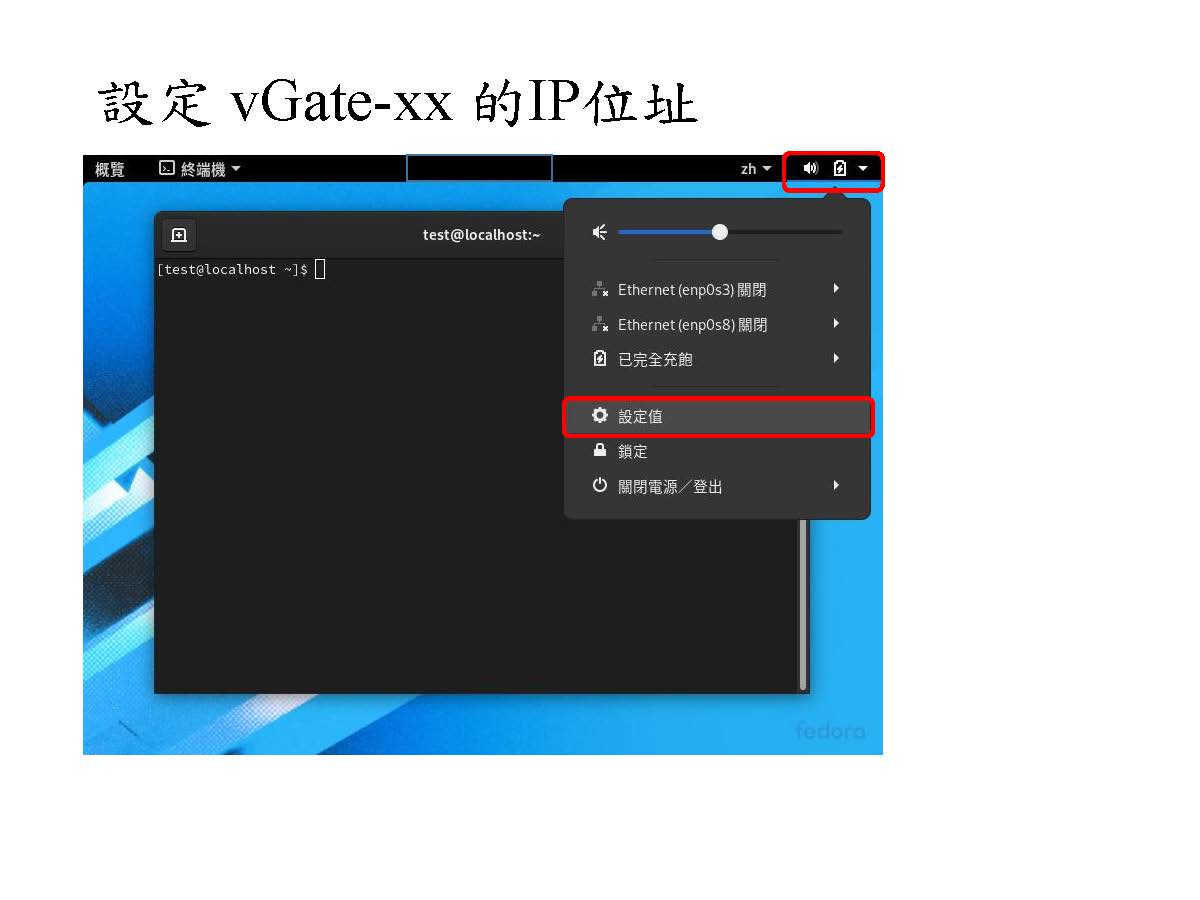 設定 vGate-xx 的IP位址
概覽 終端機 zh
test@localhost:~
[test@localhost ~]$
Ethernet (enp0s3) 關閉
Ethernet (enp0s8) 關閉
已完全充飽
設定值
鎖定
關閉電源／登出
fedora